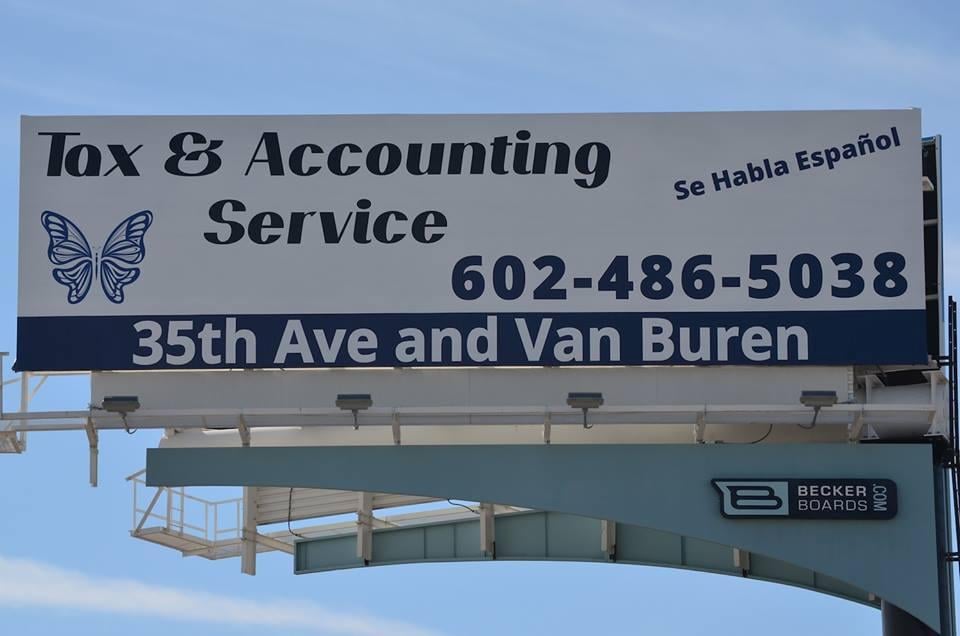 Tax & Accounting
Service
Se Habla Español
602-486-5038
35th Ave and Van Buren
B
BECKER
BOARDS
.COM